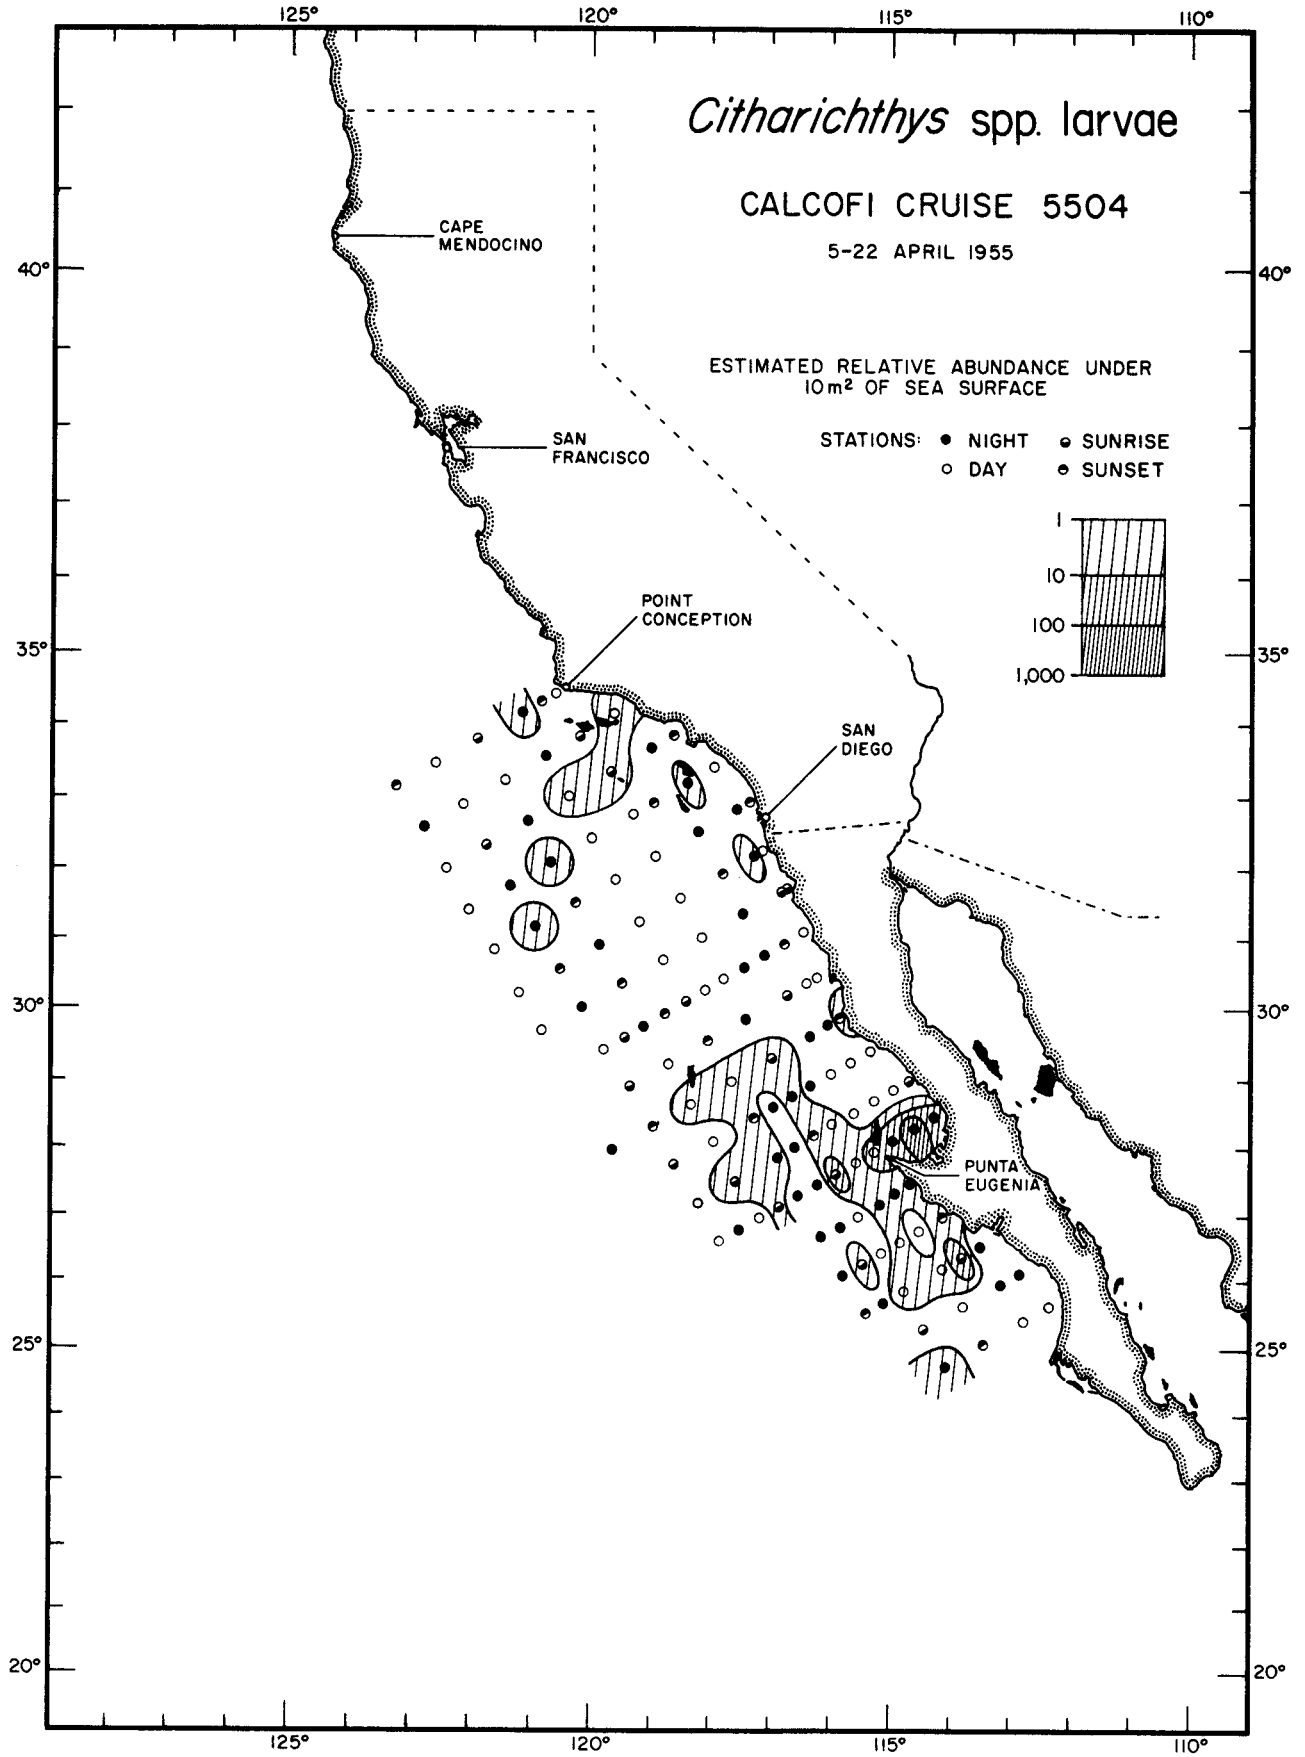 125° 120° 115° 110°
Citharichthys spp. larvae
CALCOFI CRUISE 5504
5-22 APRIL 1955
CAPE
MENDOCINO
40° 40°
ESTIMATED RELATIVE ABUNDANCE UNDER
10m² OF SEA SURFACE
STATIONS: NIGHT SUNRISE
DAY SUNSET
SAN
FRANCISCO
1
10
100
1,000
POINT
CONCEPTION
35° 35°
SAN
DIEGO
30° 30°
PUNTA
EUGENIA
25° 25°
20° 20°
125° 120° 115° 110°